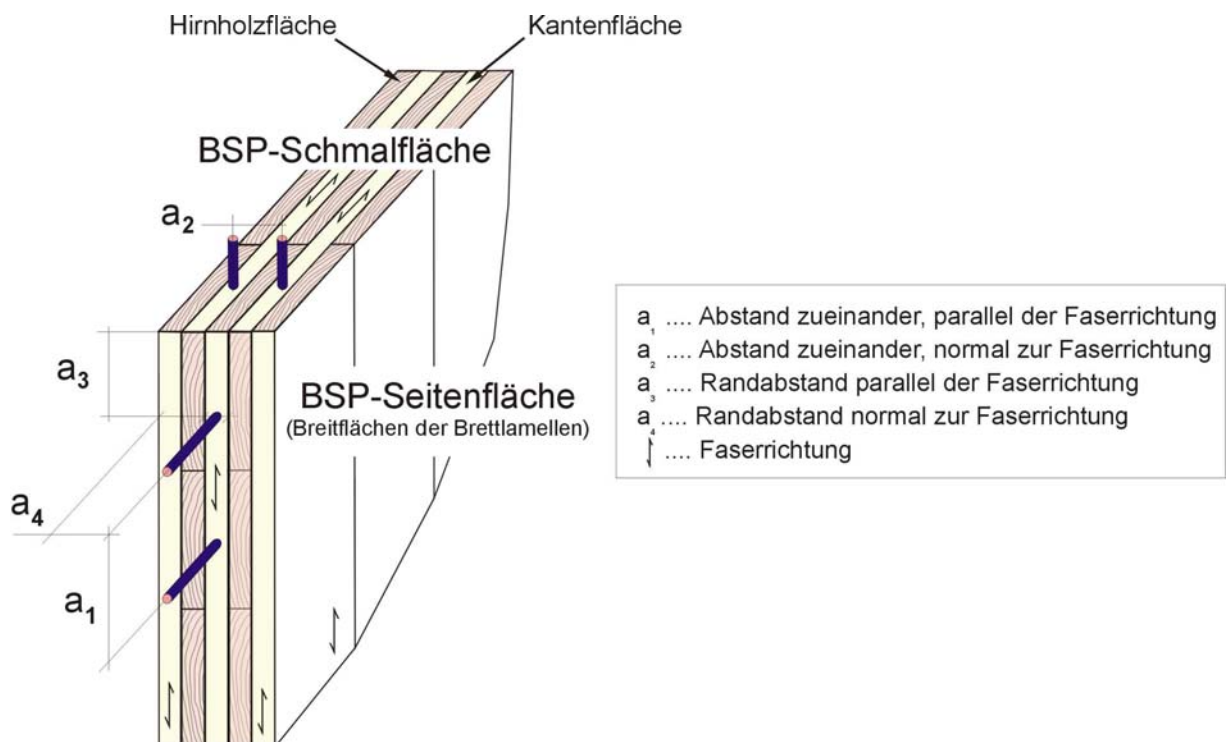 Hirnholzfläche
Kantenfläche
BSP-Schmalfläche
a₂
a₃
BSP-Seitenfläche
(Breitflächen der Brettlamellen)
a₄
a₁
a₁ .... Abstand zueinander, parallel der Faserrichtung
a₂ .... Abstand zueinander, normal zur Faserrichtung
a₃ .... Randabstand parallel der Faserrichtung
a₄ .... Randabstand normal zur Faserrichtung
.... Faserrichtung